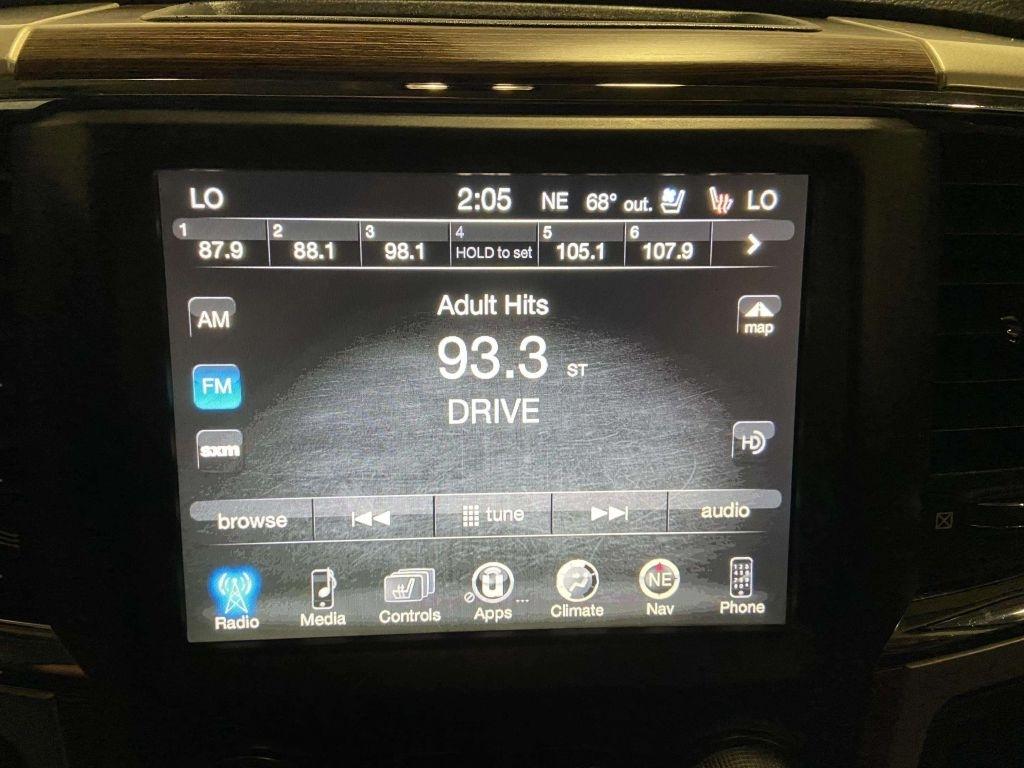 LO 2:05 NE 68° out. LO
1 2 3 4 5 6
87.9 88.1 98.1 HOLD to set 105.1 107.9
Adult Hits
AM
map
93.3 ST
FM
DRIVE
HD
sxm
browse tune audio
Radio Media Controls Apps... Climate Nav Phone
NE